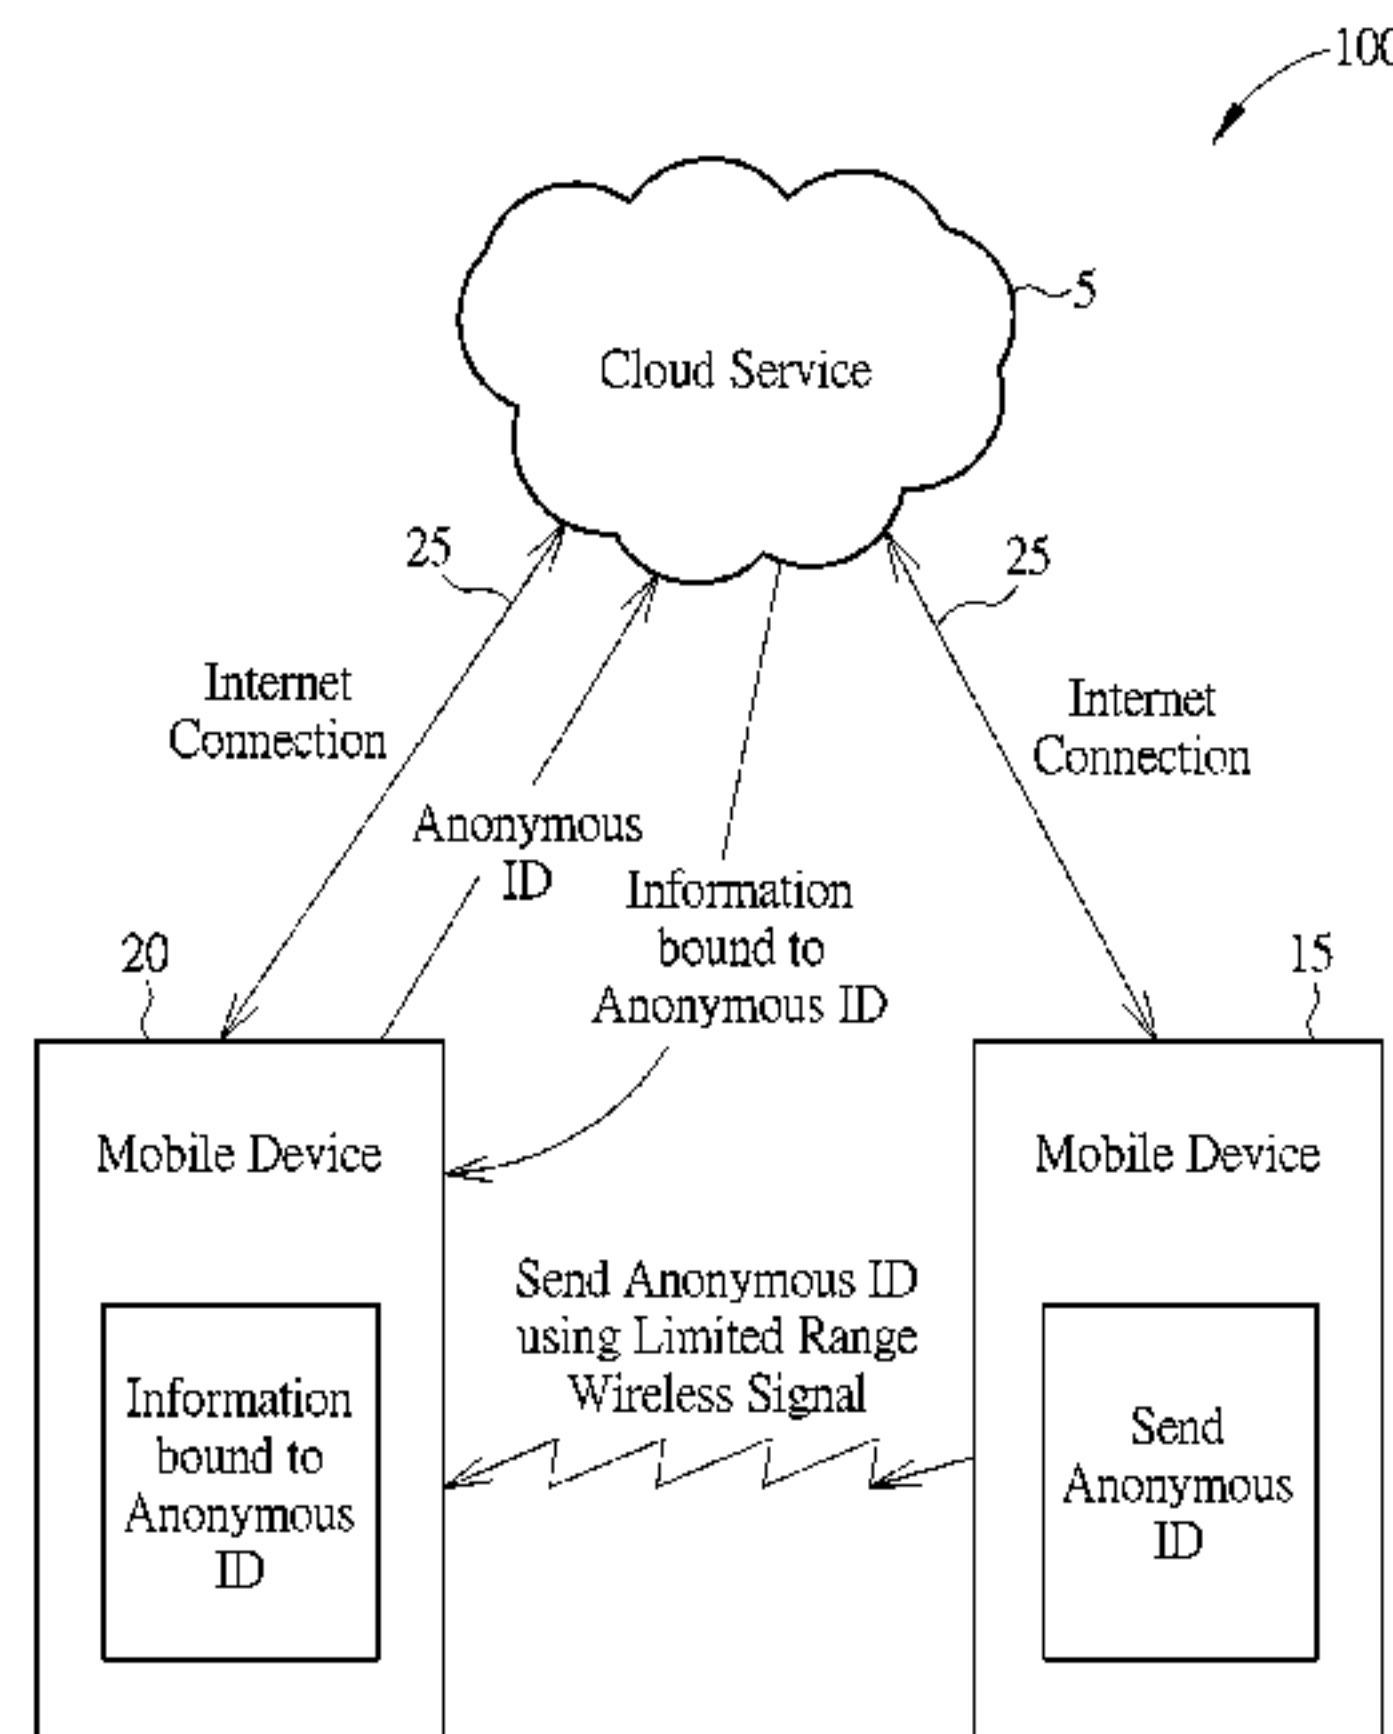 100
5
Cloud Service
25
25
Internet
Connection
Internet
Connection
Anonymous
ID
Information
bound to
Anonymous ID
20
15
Mobile Device
Mobile Device
Send Anonymous ID
using Limited Range
Wireless Signal
Information
bound to
Anonymous
ID
Send
Anonymous
ID